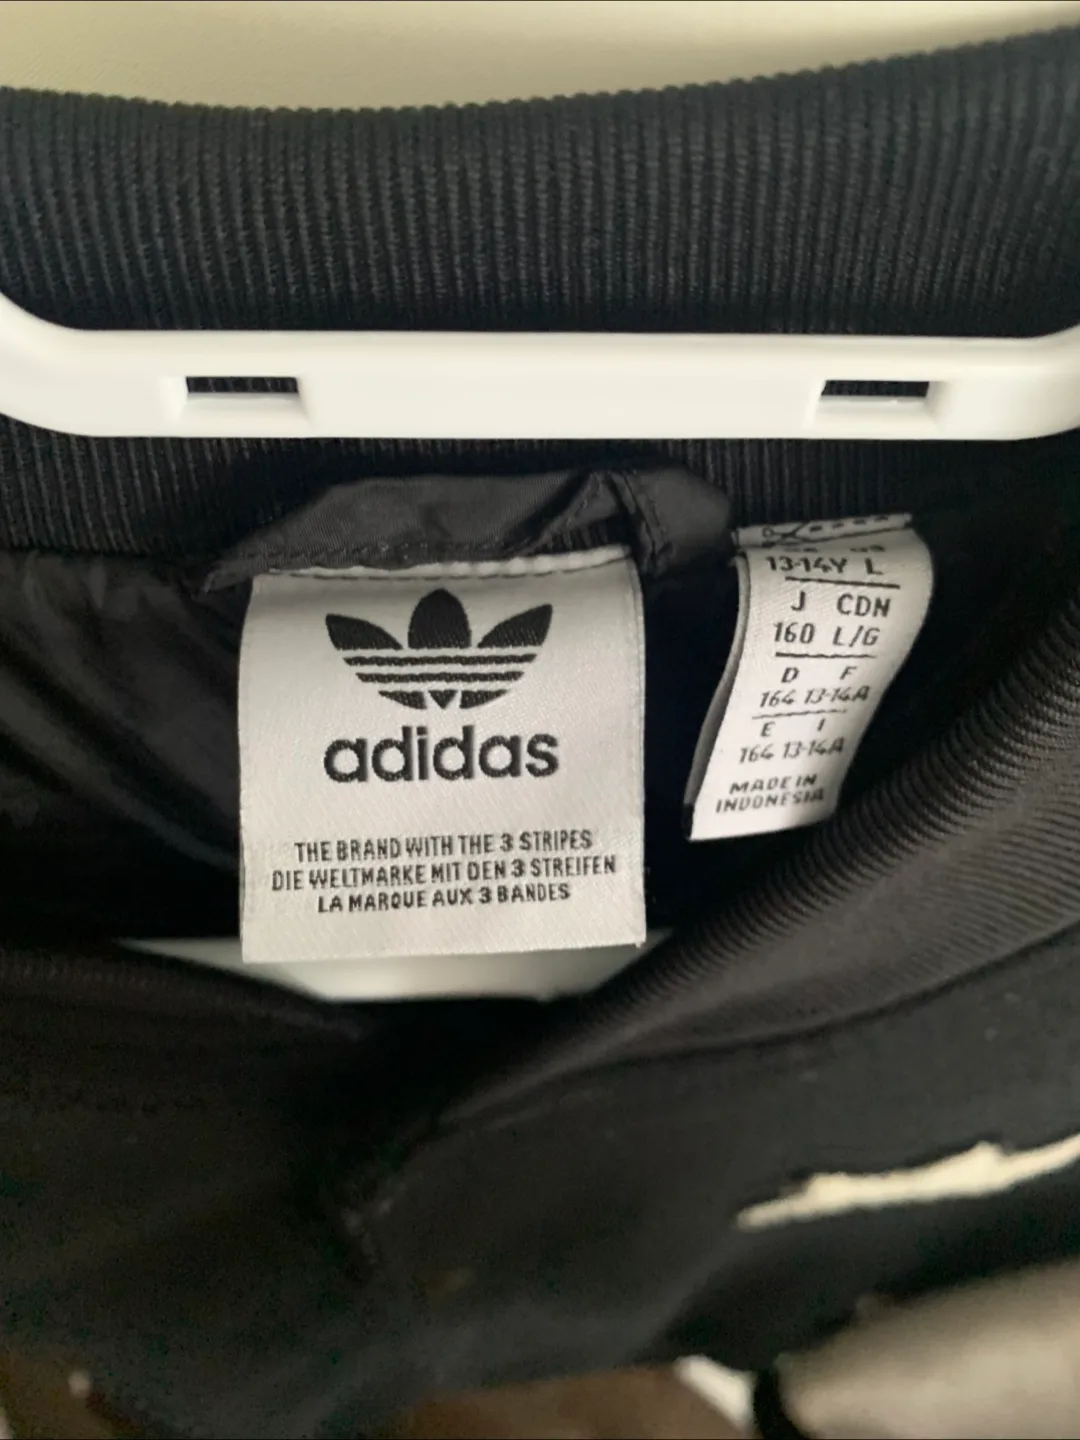 adidas
THE BRAND WITH THE 3 STRIPES
DIE WELTMARKE MIT DEN 3 STREIFEN
LA MARQUE AUX 3 BANDES
13-14Y L
J CDN
160 L/G
D F
164 13-14A
E I
164 13-14A
MADE IN
INDONESIA